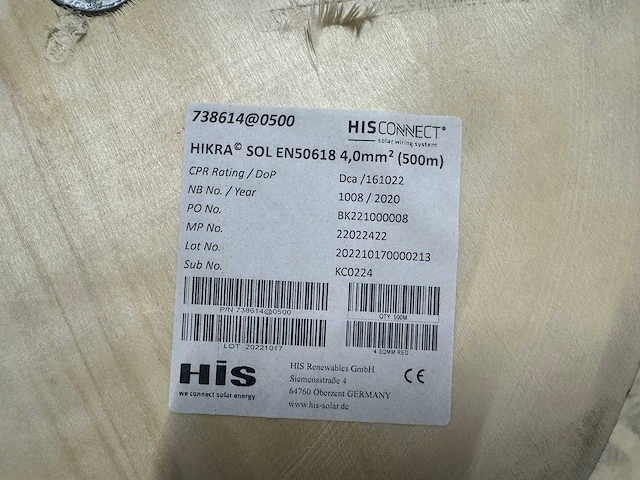 738614@0500
HISCONNECT®
solar wiring system
HIKRA© SOL EN50618 4,0mm² (500m)
CPR Rating / DoP Dca /161022
NB No. / Year 1008 / 2020
PO No. BK221000008
MP No. 22022422
Lot No. 202210170000213
Sub No. KC0224
P/N 738614@0500
QTY 500M
LOT 20221017
4 SQMM RED
HIS
we connect solar energy
HIS Renewables GmbH
Siemensstraße 4
64760 Oberzent GERMANY
www.his-solar.de
CE